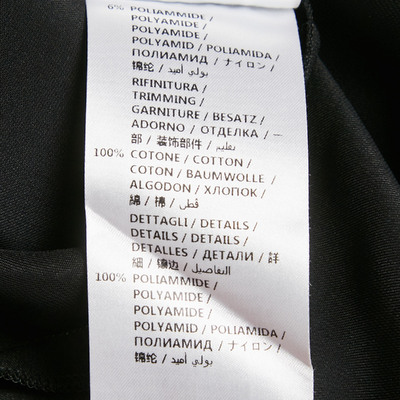 6% POLIAMMIDE /
POLYAMIDE /
POLYAMIDE /
POLYAMID / POLIAMIDA /
ПОЛИАМИД / ナイロン /
锦纶 / بولي أميد /
RIFINITURA /
TRIMMING /
GARNITURE / BESATZ /
ADORNO / ОТДЕЛКА / 一
部 / 装饰部件 / تقليم /
100% COTONE / COTTON /
COTON / BAUMWOLLE /
ALGODON / ХЛОПОК /
綿 / 棉 / قطن /
DETTAGLI / DETAILS /
DETAILS / DETAILS /
DETALLES / ДЕТАЛИ / 詳
細 / 镶边 / التفاصيل /
100% POLIAMMIDE /
POLYAMIDE /
POLYAMIDE /
POLYAMID / POLIAMIDA /
ПОЛИАМИД / ナイロン /
锦纶 / بولي أميد /